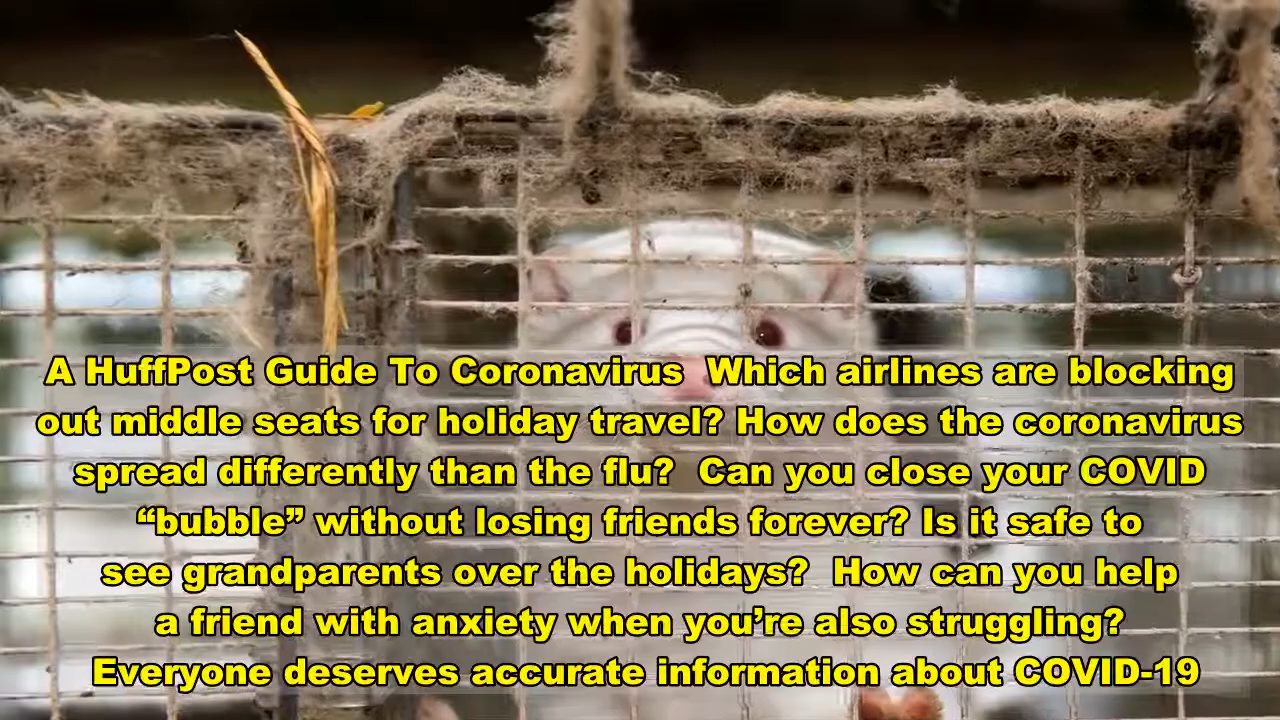 A HuffPost Guide To Coronavirus  Which airlines are blocking
out middle seats for holiday travel? How does the coronavirus
spread differently than the flu?  Can you close your COVID
“bubble” without losing friends forever? Is it safe to
see grandparents over the holidays?  How can you help
a friend with anxiety when you’re also struggling?
Everyone deserves accurate information about COVID-19